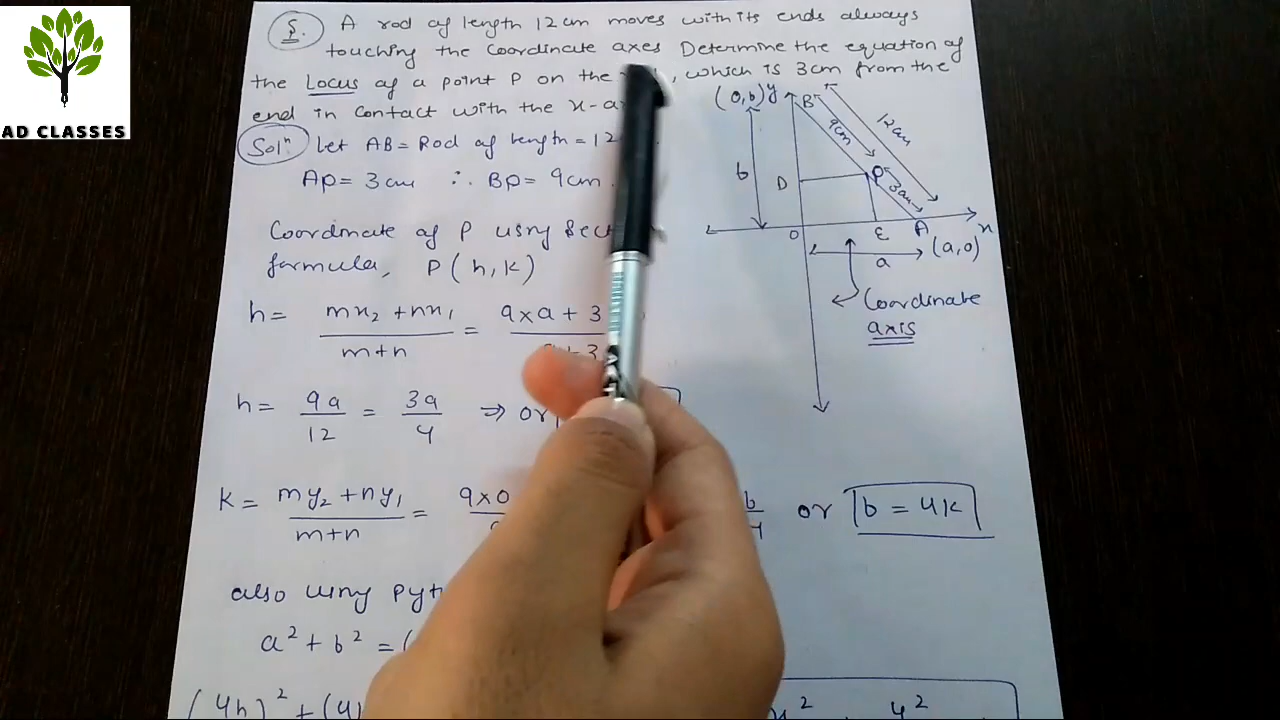 AD CLASSES
Q. A rod of length 12cm moves with its ends always
touching the coordinate axes Determine the equation of
the Locus of a point P on the , which is 3cm from the
end in contact with the x-
Solⁿ: Let AB = Rod of length = 12
AP = 3cm ∴ BP = 9cm
Coordinate of P using
formula, P(h, k)
h = (mx₂ + nx₁)/(m+n) = 9×a + 3
h = 9a/12 = 3a/4 ⇒ or
k = (my₂ + ny₁)/(m+n) = 9×0
or b = 4k
also using
a² + b² = (
(4h)² +
(0, b) y B
12cm
9cm
b
D
P
3cm
O E A x
a (a, 0)
Coordinate
axis